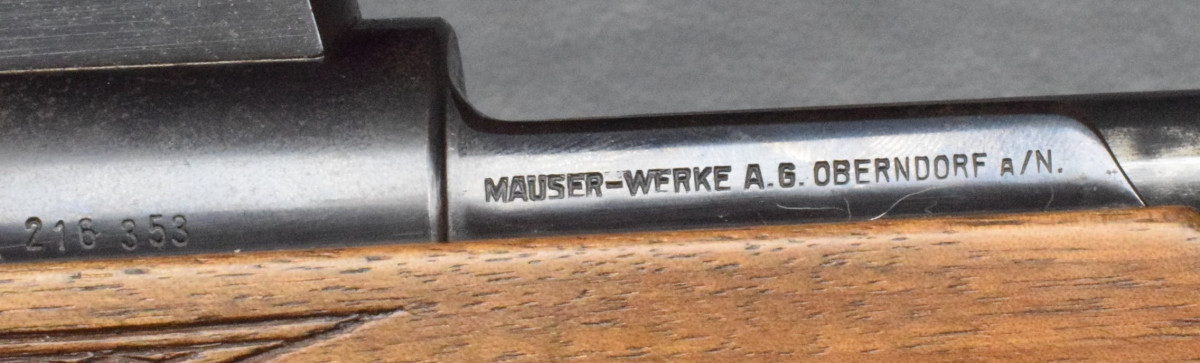 MAUSER-WERKE A.G. OBERNDORF A/N.
216 353